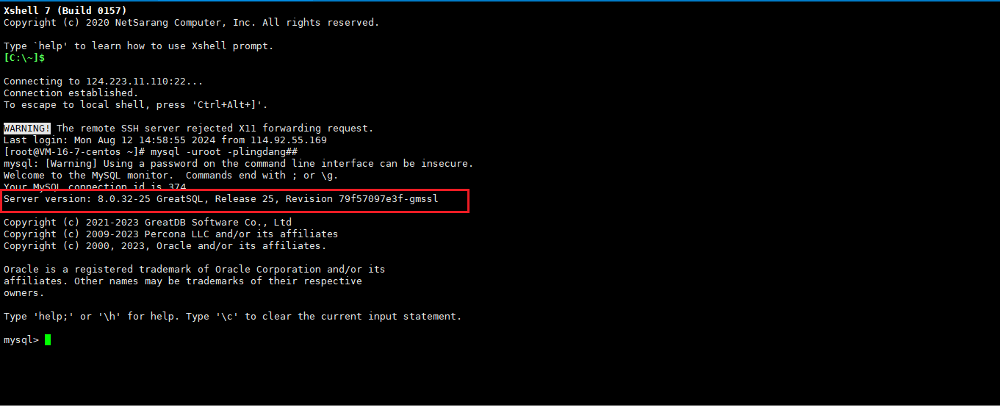 Xshell 7 (Build 0157)
Copyright (c) 2020 NetSarang Computer, Inc. All rights reserved.
Type `help' to learn how to use Xshell prompt.
[C:\~]$
Connecting to 124.223.11.110:22...
Connection established.
To escape to local shell, press 'Ctrl+Alt+]'.
WARNING! The remote SSH server rejected X11 forwarding request.
Last login: Mon Aug 12 14:58:55 2024 from 114.92.55.169
[root@VM-16-7-centos ~]# mysql -uroot -plingdang##
mysql: [Warning] Using a password on the command line interface can be insecure.
Welcome to the MySQL monitor.  Commands end with ; or \g.
Your MySQL connection id is 374
Server version: 8.0.32-25 GreatSQL, Release 25, Revision 79f57097e3f-gmssl
Copyright (c) 2021-2023 GreatDB Software Co., Ltd
Copyright (c) 2009-2023 Percona LLC and/or its affiliates
Copyright (c) 2000, 2023, Oracle and/or its affiliates.
Oracle is a registered trademark of Oracle Corporation and/or its
affiliates. Other names may be trademarks of their respective
owners.
Type 'help;' or '\h' for help. Type '\c' to clear the current input statement.
mysql>